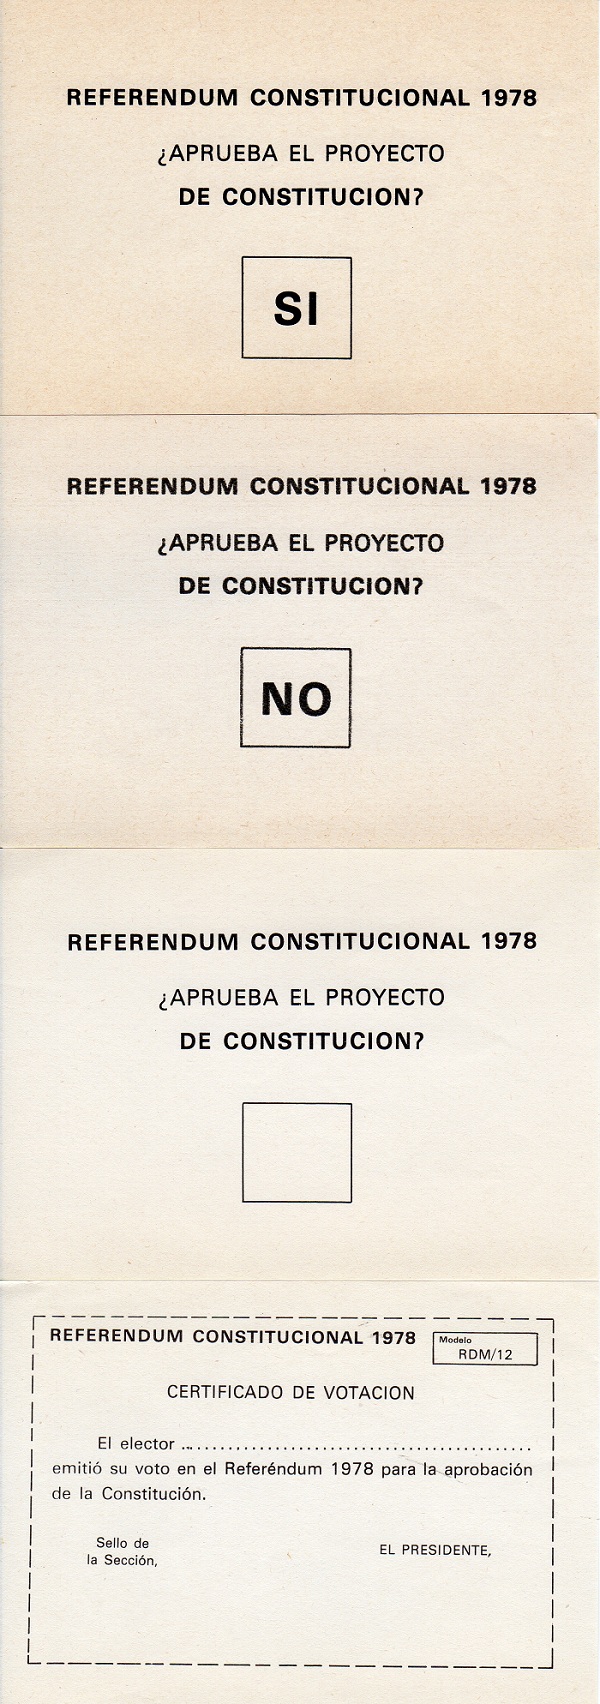 REFERENDUM CONSTITUCIONAL 1978
¿APRUEBA EL PROYECTO
DE CONSTITUCION?
SI
REFERENDUM CONSTITUCIONAL 1978
¿APRUEBA EL PROYECTO
DE CONSTITUCION?
NO
REFERENDUM CONSTITUCIONAL 1978
¿APRUEBA EL PROYECTO
DE CONSTITUCION?
REFERENDUM CONSTITUCIONAL 1978
Modelo
RDM/12
CERTIFICADO DE VOTACION
El elector ..............................................
emitió su voto en el Referéndum 1978 para la aprobación
de la Constitución.
Sello de
la Sección,
EL PRESIDENTE,